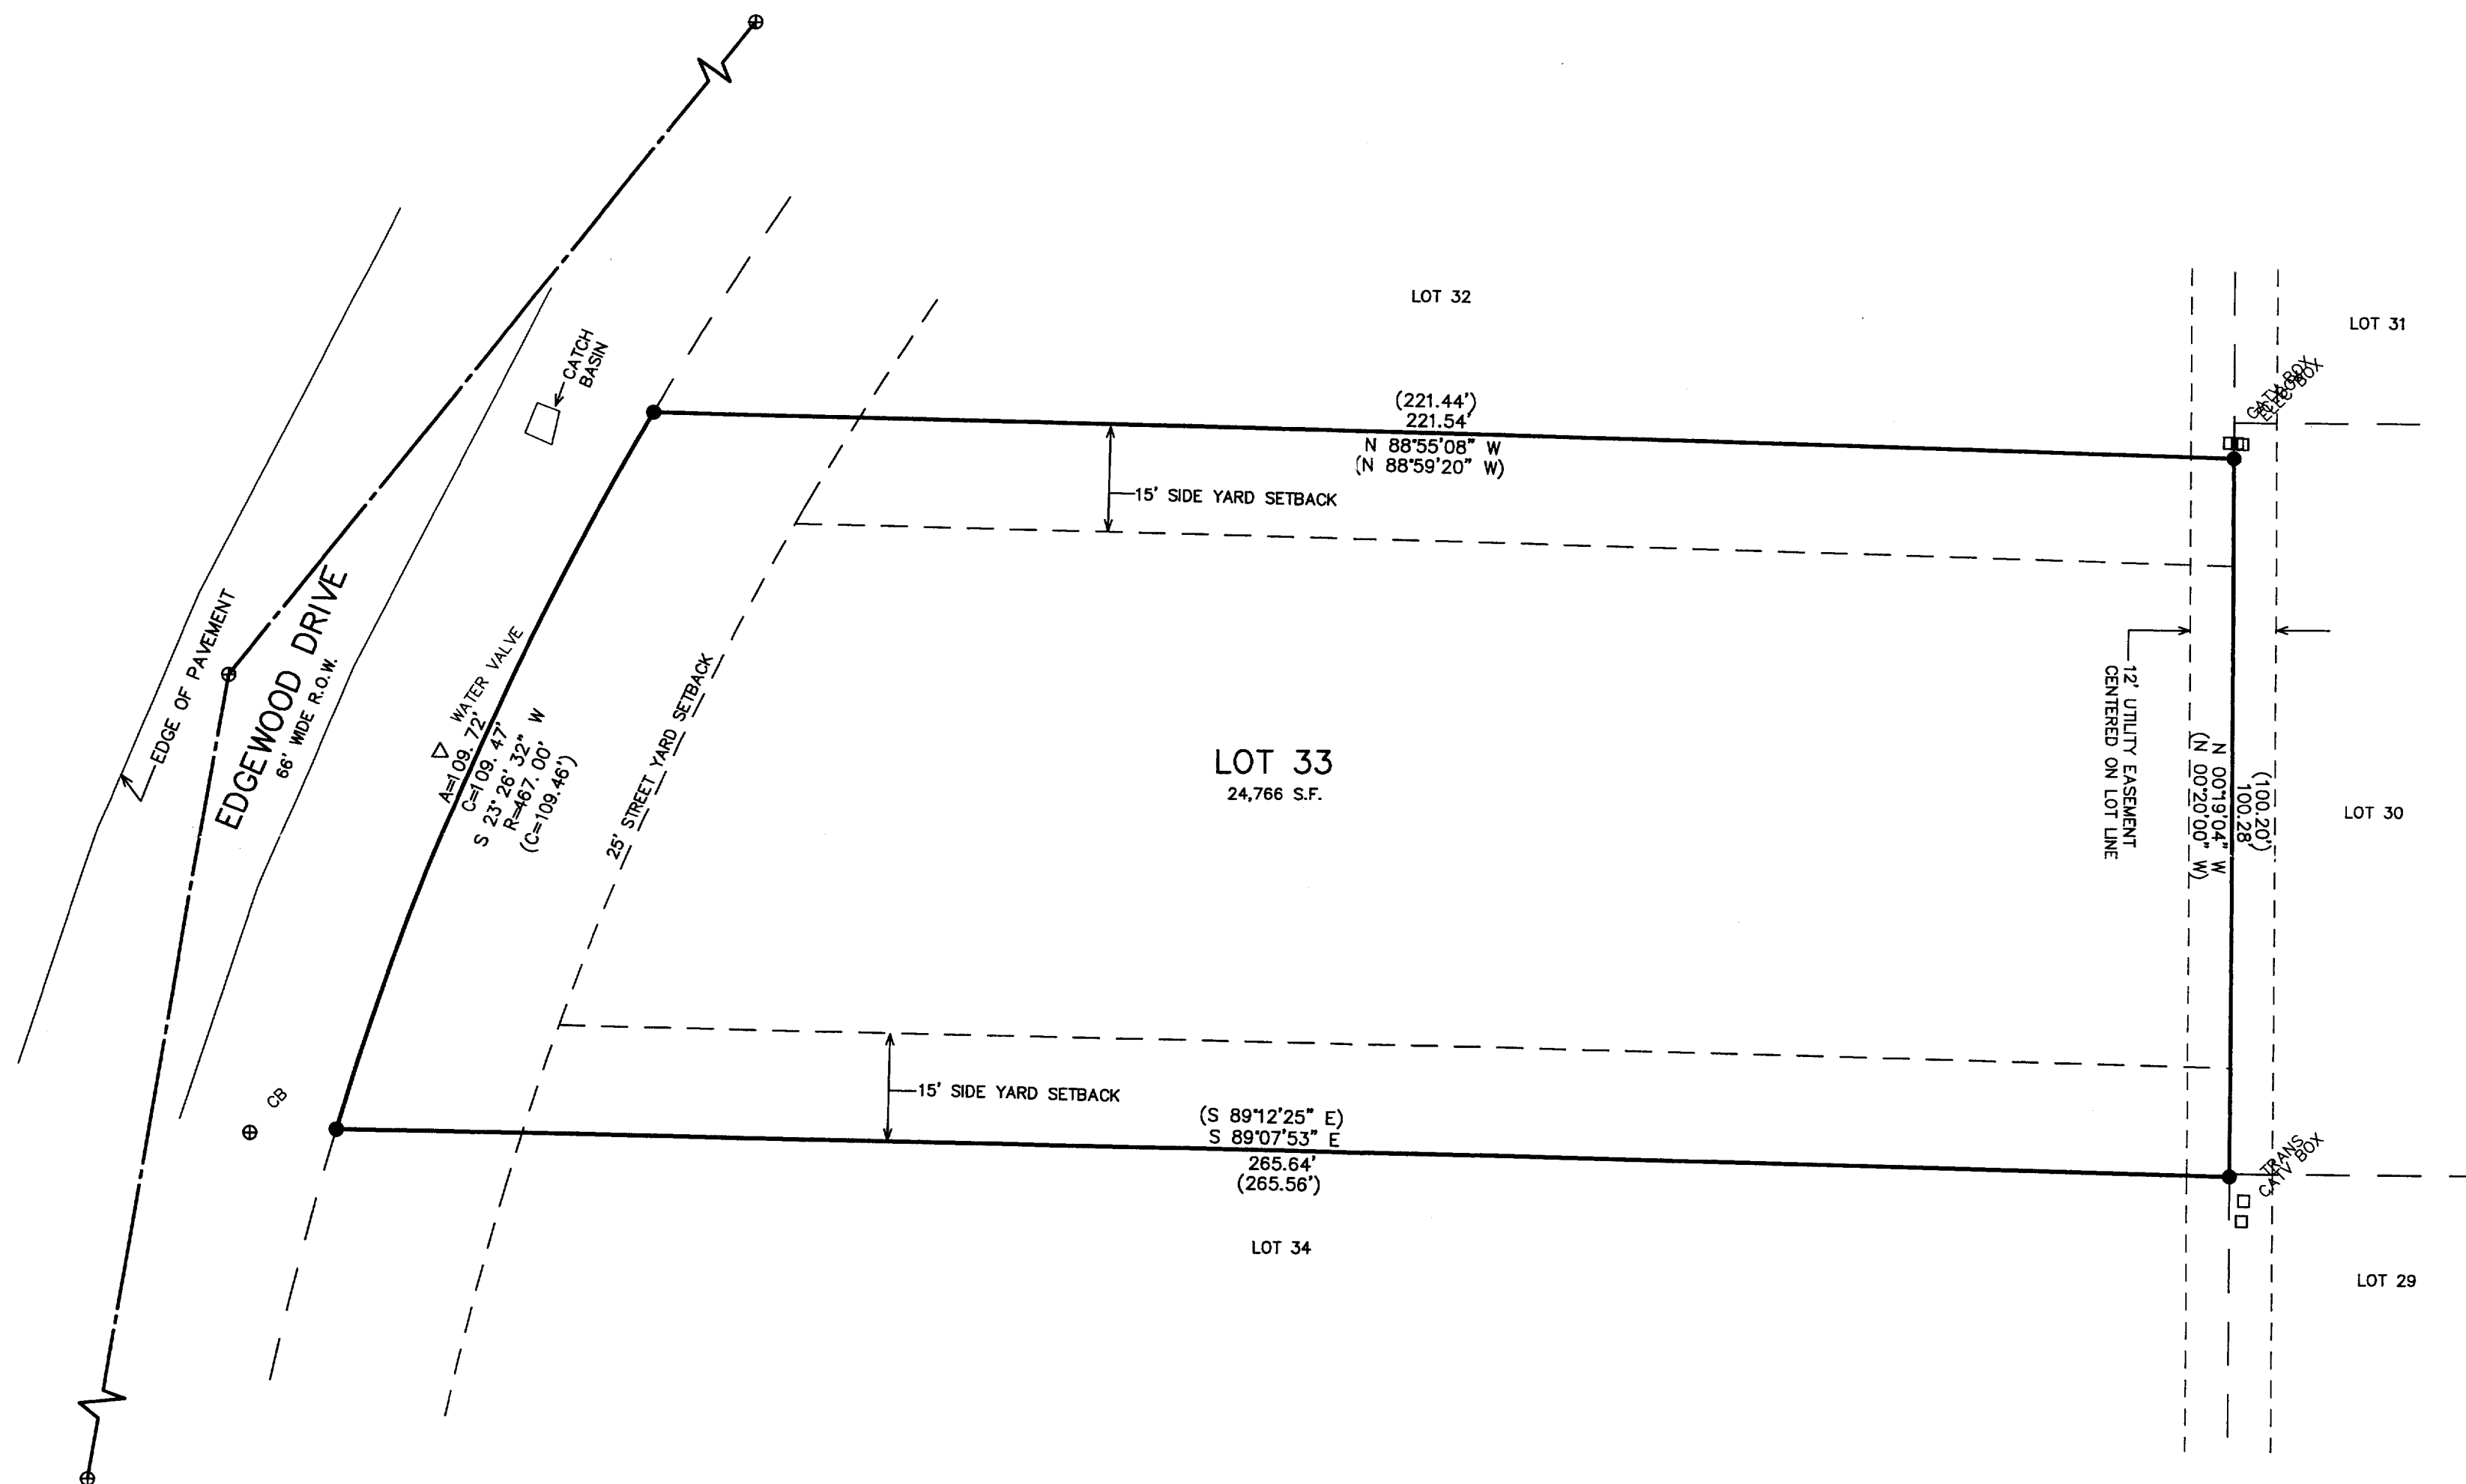 LOT 32
LOT 31
CATCH
BASIN
CATV BOX
ELEC BOX
(221.44')
221.54'
N 88°55'08" W
(N 88°59'20" W)
15' SIDE YARD SETBACK
EDGE OF PAVEMENT
EDGEWOOD DRIVE
66' WIDE R.O.W.
WATER VALVE
A=109.72'
C=109.47'
S 23°26'32" W
R=467.00'
(C=109.46')
25' STREET YARD SETBACK
LOT 33
24,766 S.F.
12' UTILITY EASEMENT
CENTERED ON LOT LINE
(100.20')
100.28'
N 00°19'04" W
(N 00°20'00" W)
LOT 30
CB
15' SIDE YARD SETBACK
(S 89°12'25" E)
S 89°07'53" E
265.64'
(265.56')
TRANS
CATV BOX
LOT 34
LOT 29